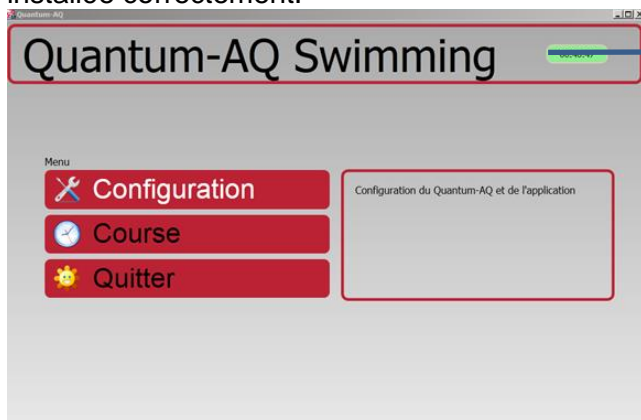 installée correctement.
Quantum-AQ
Quantum-AQ Swimming
Menu
Configuration
Configuration du Quantum-AQ et de l'application
Course
Quitter